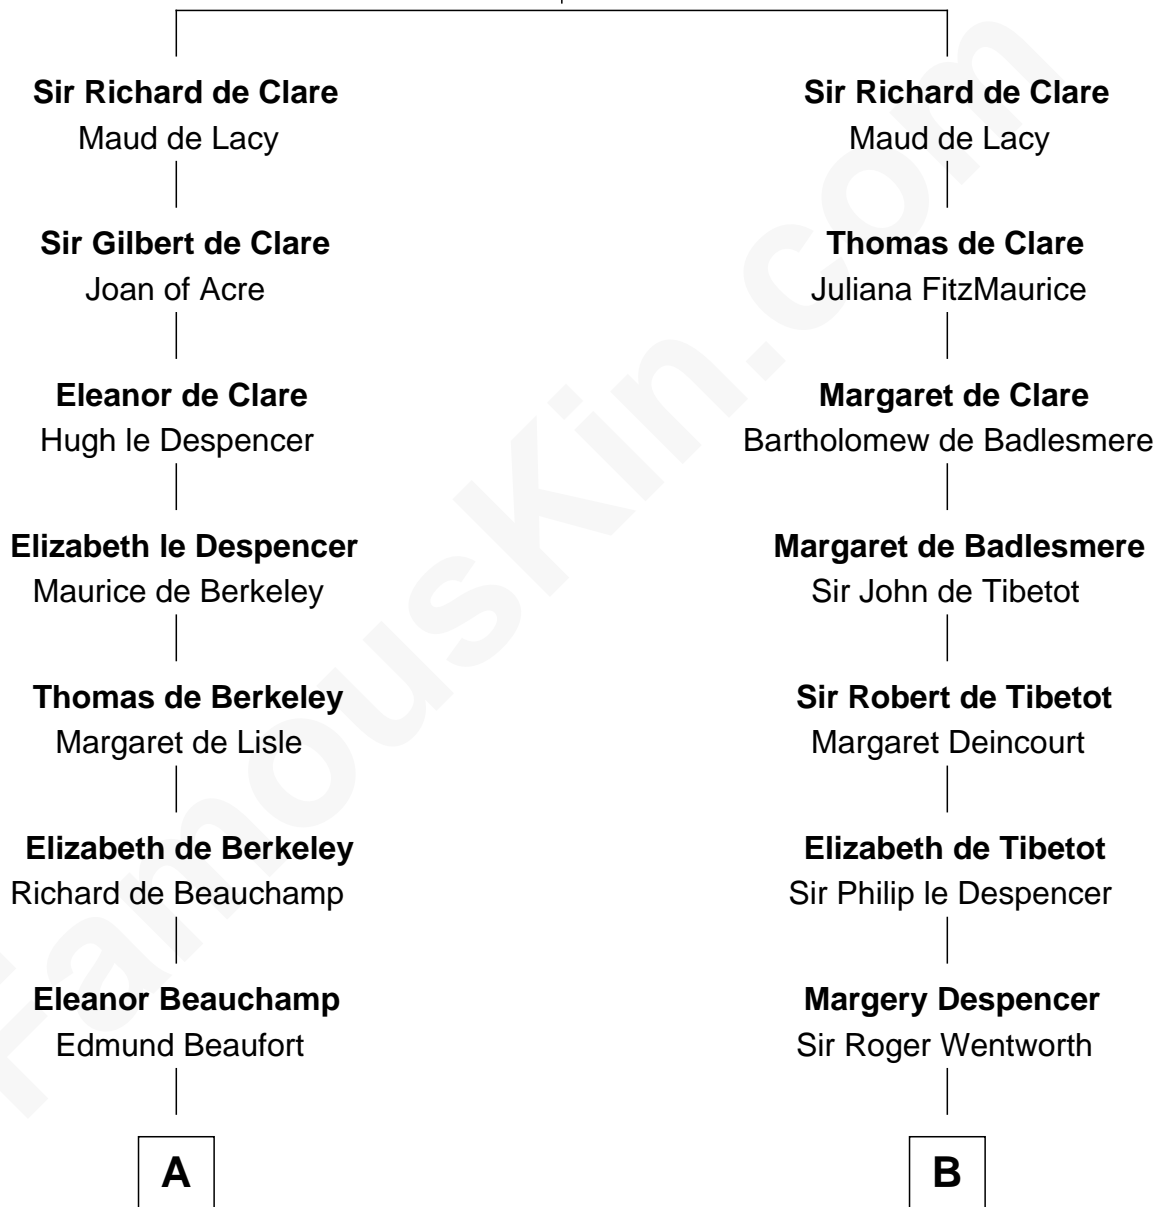 Sir Richard de Clare
Maud de Lacy
Sir Gilbert de Clare
Joan of Acre
Eleanor de Clare
Hugh le Despencer
Elizabeth le Despencer
Maurice de Berkeley
Thomas de Berkeley
Margaret de Lisle
Elizabeth de Berkeley
Richard de Beauchamp
Eleanor Beauchamp
Edmund Beaufort
A
Sir Richard de Clare
Maud de Lacy
Thomas de Clare
Juliana FitzMaurice
Margaret de Clare
Bartholomew de Badlesmere
Margaret de Badlesmere
Sir John de Tibetot
Sir Robert de Tibetot
Margaret Deincourt
Elizabeth de Tibetot
Sir Philip le Despencer
Margery Despencer
Sir Roger Wentworth
B
FamousKin.com